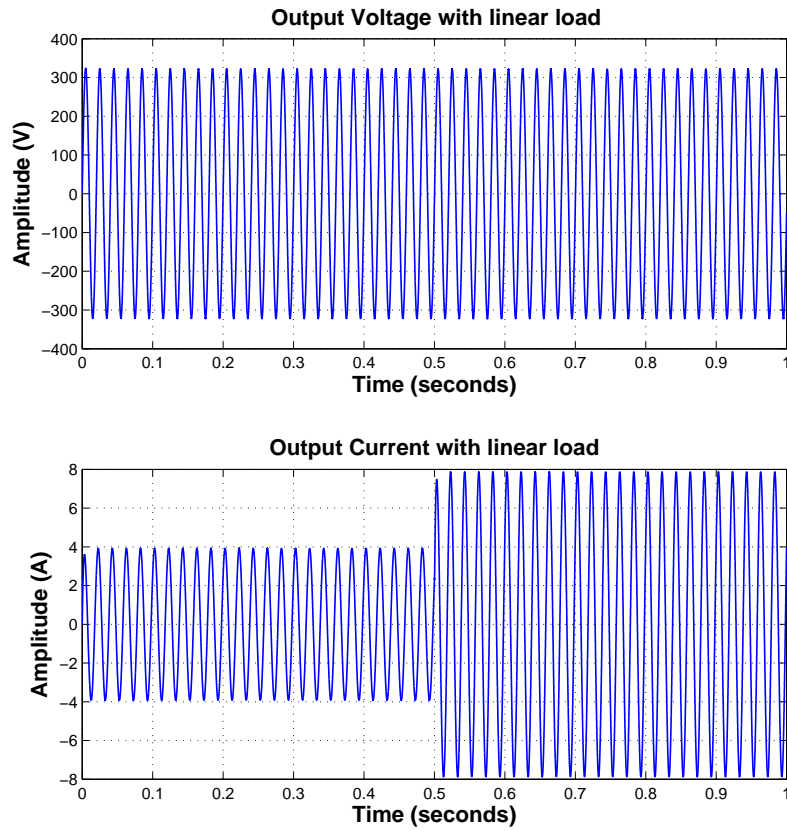 Output Voltage with linear load
400
300
200
100
0
−100
−200
−300
−400
Amplitude (V)
0 0.1 0.2 0.3 0.4 0.5 0.6 0.7 0.8 0.9 1
Time (seconds)
Output Current with linear load
8
6
4
2
0
−2
−4
−6
−8
Amplitude (A)
0 0.1 0.2 0.3 0.4 0.5 0.6 0.7 0.8 0.9 1
Time (seconds)